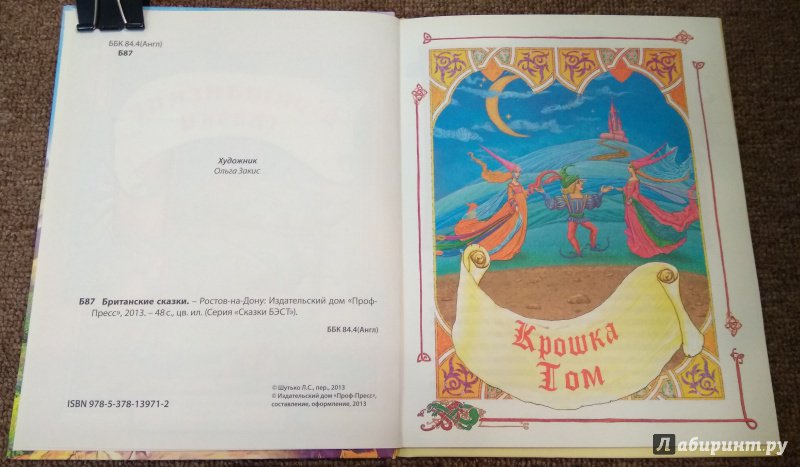 ББК 84.4(Англ)
Б87
Художник
Ольга Закис
Б87 Британские сказки. – Ростов-на-Дону: Издательский дом «Проф-
Пресс», 2013. – 48 с., цв. ил. (Серия «Сказки БЭСТ»).
ББК 84.4(Англ)
© Шутько Л.С., пер., 2013
© Издательский дом «Проф-Пресс»,
составление, оформление, 2013
ISBN 978-5-378-13971-2
Крошка
Том
лабиринт.ру